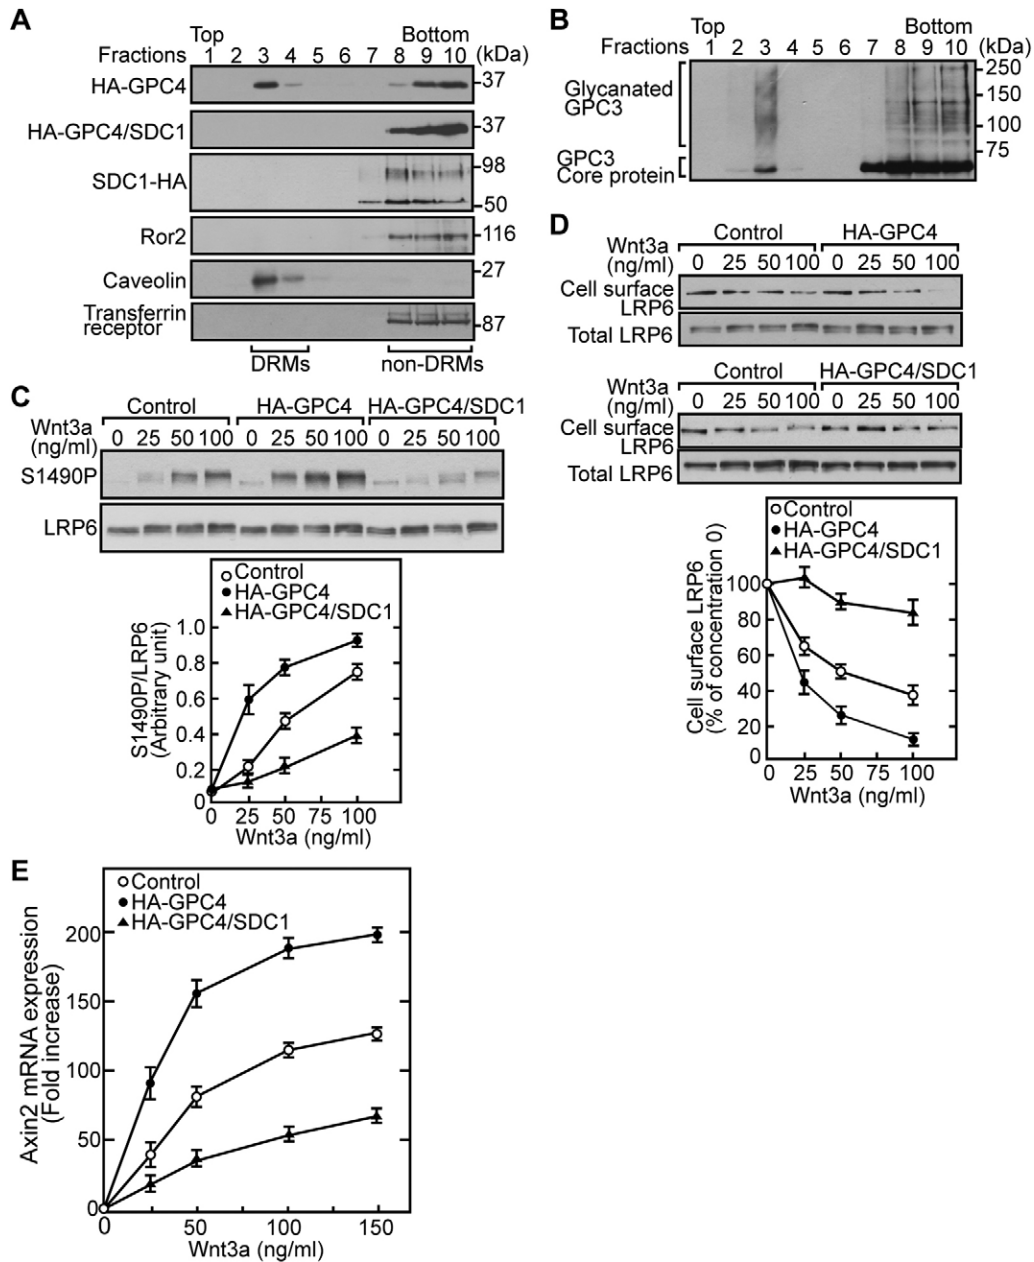 A
Top Bottom
Fractions 1 2 3 4 5 6 7 8 9 10 (kDa)
HA-GPC4 37
HA-GPC4/SDC1 37
SDC1-HA 98
50
Ror2 116
Caveolin 27
Transferrin
receptor 87
DRMs non-DRMs
B
Top Bottom
Fractions 1 2 3 4 5 6 7 8 9 10 (kDa)
Glycanated
GPC3
250
150
100
75
GPC3
Core protein
C
Control HA-GPC4 HA-GPC4/SDC1
Wnt3a
(ng/ml) 0 25 50 100 0 25 50 100 0 25 50 100
S1490P
LRP6
Control
HA-GPC4
HA-GPC4/SDC1
S1490P/LRP6
(Arbitrary unit)
1.0
0.8
0.6
0.4
0.2
0
0 25 50 75 100
Wnt3a (ng/ml)
D
Control HA-GPC4
Wnt3a
(ng/ml) 0 25 50 100 0 25 50 100
Cell surface
LRP6
Total LRP6
Control HA-GPC4/SDC1
Wnt3a
(ng/ml) 0 25 50 100 0 25 50 100
Cell surface
LRP6
Total LRP6
Control
HA-GPC4
HA-GPC4/SDC1
Cell surface LRP6
(% of concentration 0)
100
80
60
40
20
0
0 25 50 75 100
Wnt3a (ng/ml)
E
Control
HA-GPC4
HA-GPC4/SDC1
Axin2 mRNA expression
(Fold increase)
200
150
100
50
0
0 50 100 150
Wnt3a (ng/ml)